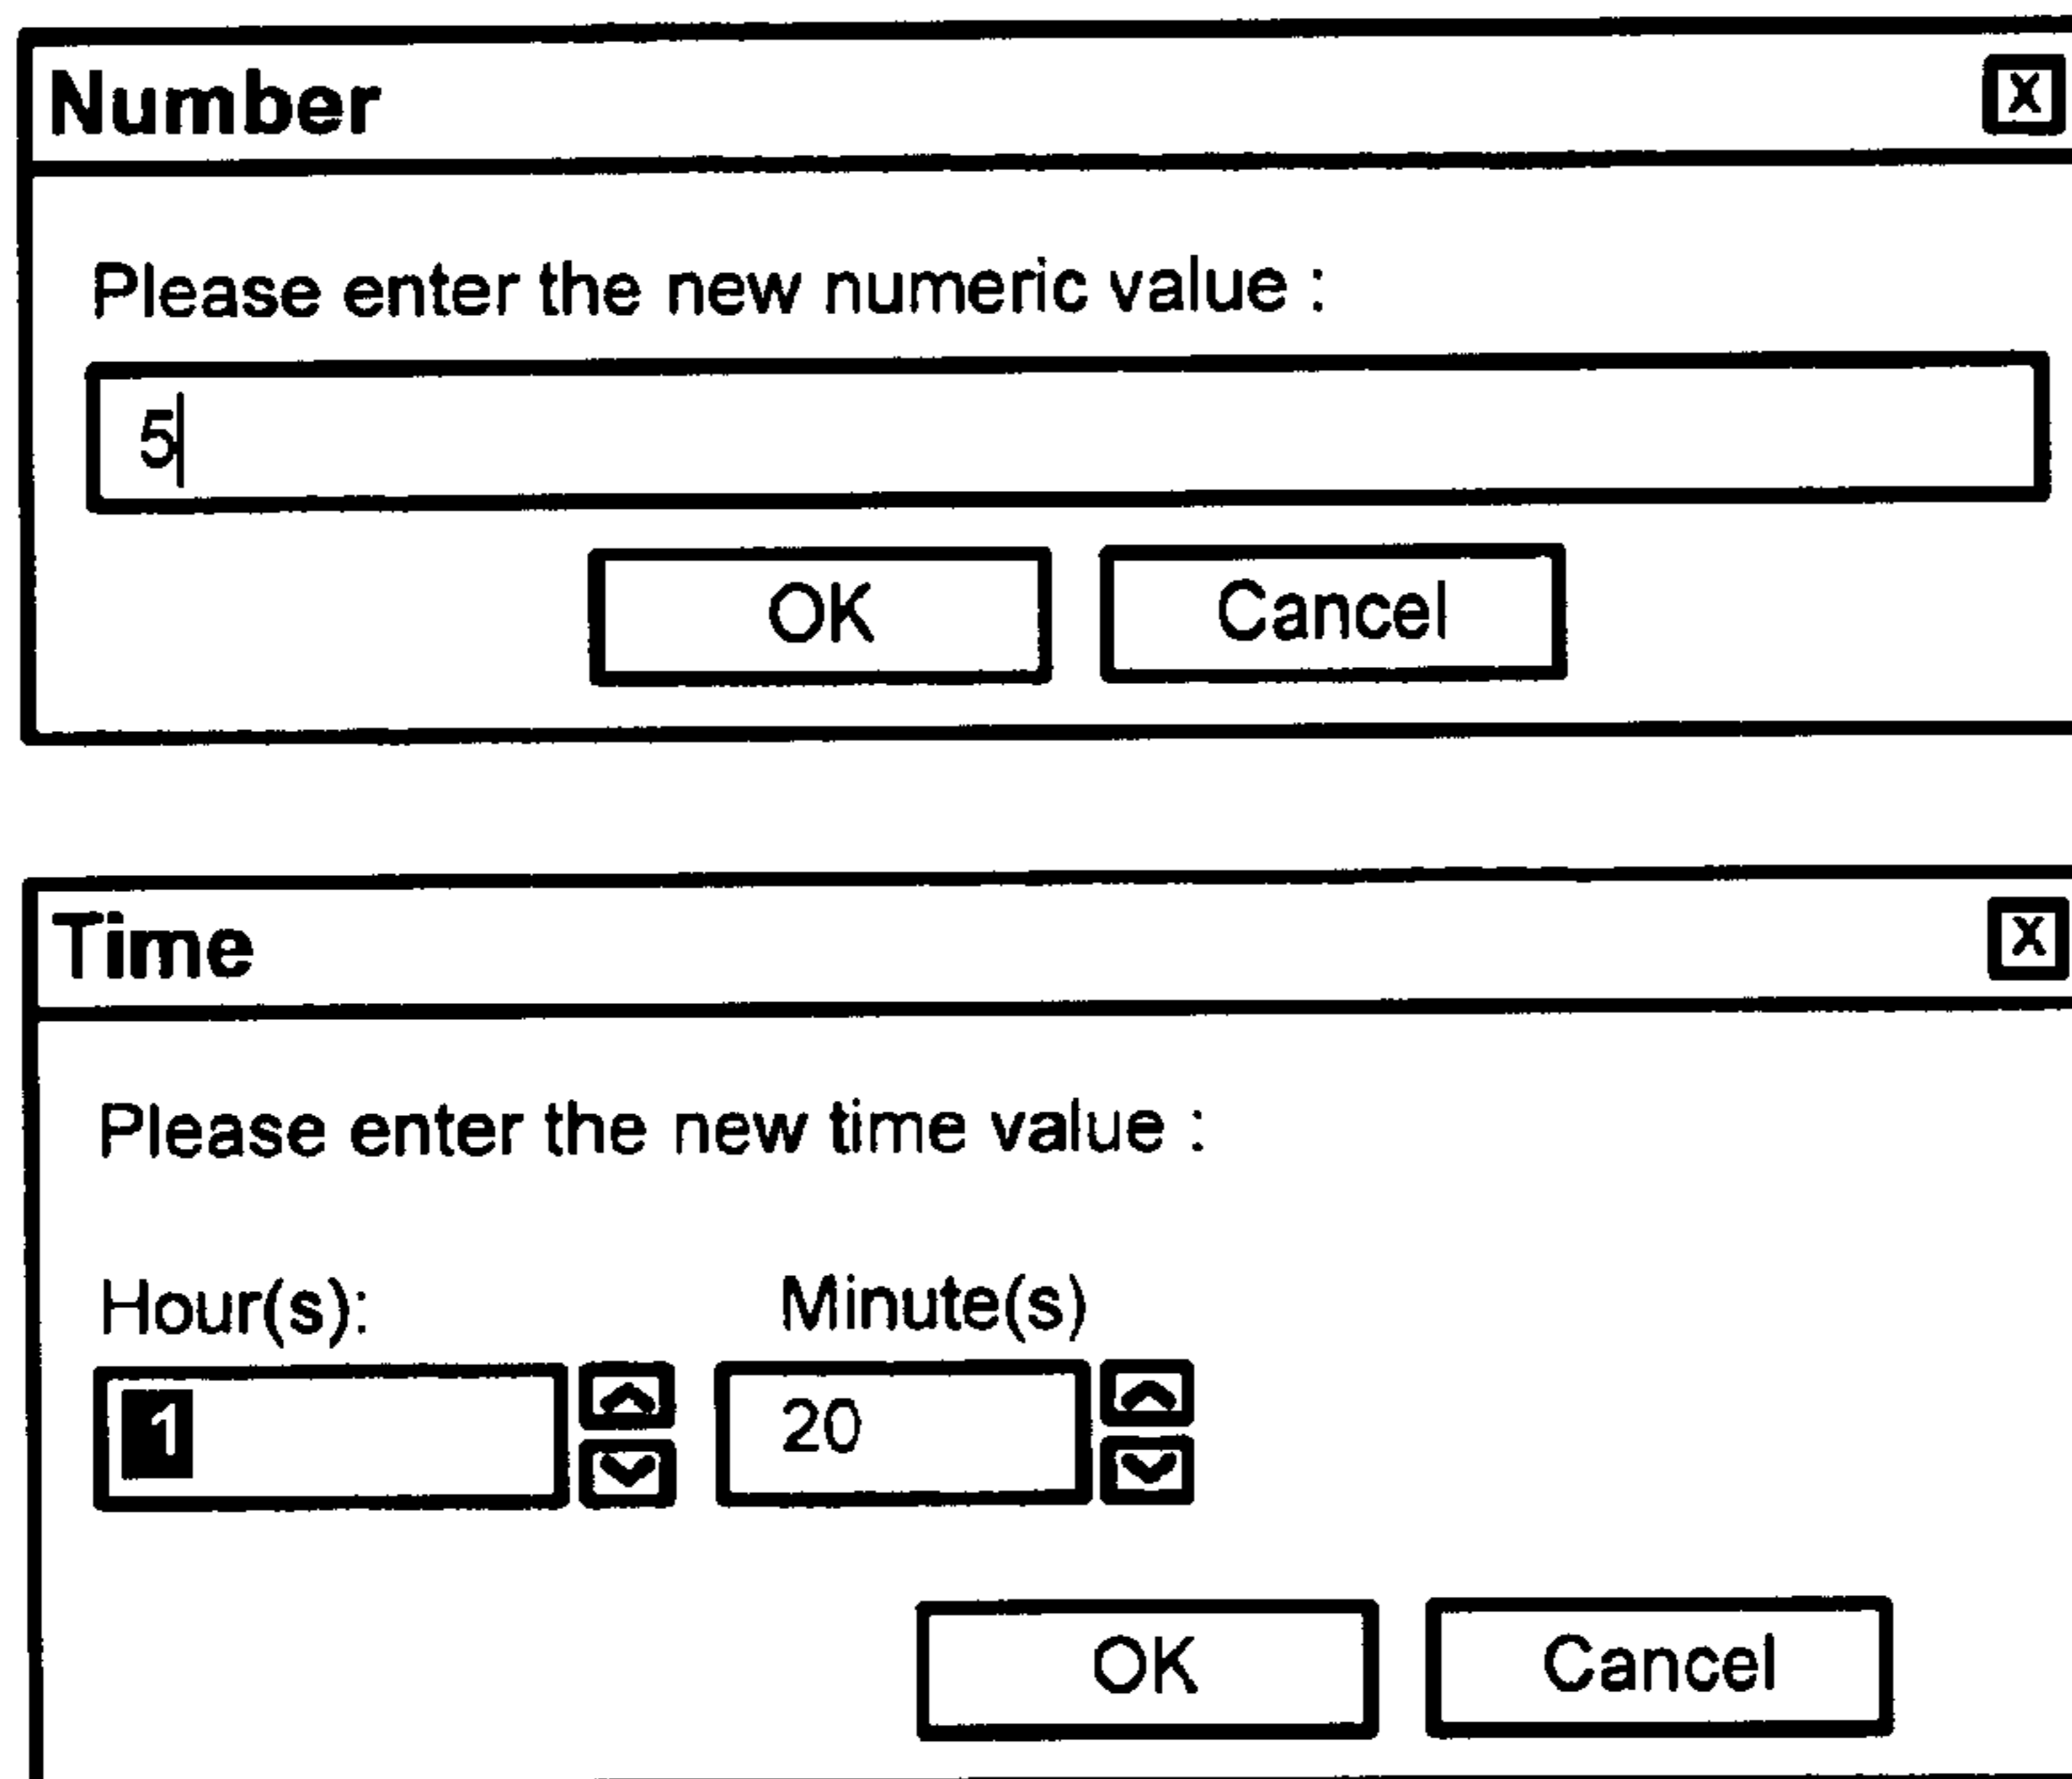 Number X
Please enter the new numeric value :
5
OK Cancel
Time X
Please enter the new time value :
Hour(s): Minute(s)
1 20
OK Cancel